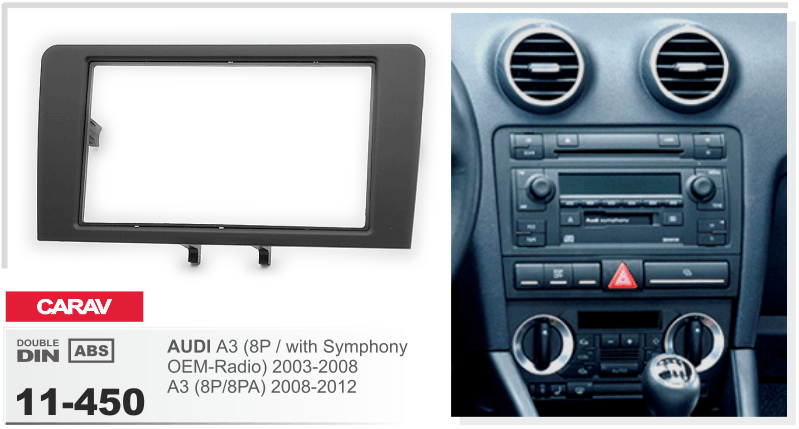 CARAV
DOUBLE
DIN
ABS
11-450
AUDI A3 (8P / with Symphony
OEM-Radio) 2003-2008
A3 (8P/8PA) 2008-2012
Audi symphony
AUTO